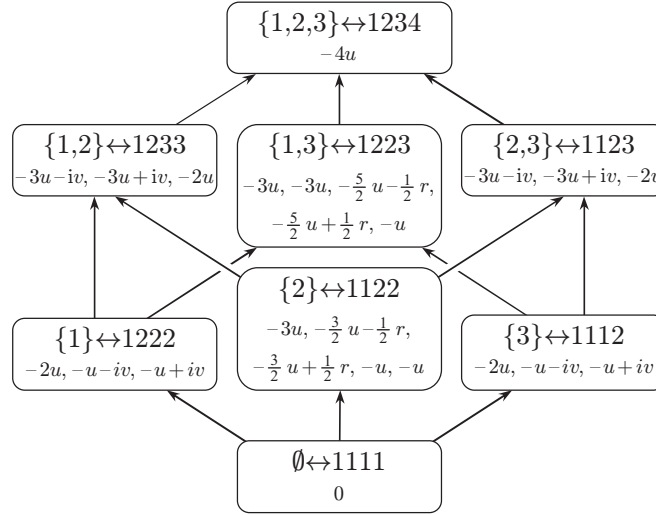 {1,2,3}↔1234
−4u
{1,2}↔1233
−3u−iv, −3u+iv, −2u
{1,3}↔1223
−3u, −3u, −5/2 u−1/2 r,
−5/2 u+1/2 r, −u
{2,3}↔1123
−3u−iv, −3u+iv, −2u
{1}↔1222
−2u, −u−iv, −u+iv
{2}↔1122
−3u, −3/2 u−1/2 r,
−3/2 u+1/2 r, −u, −u
{3}↔1112
−2u, −u−iv, −u+iv
∅↔1111
0